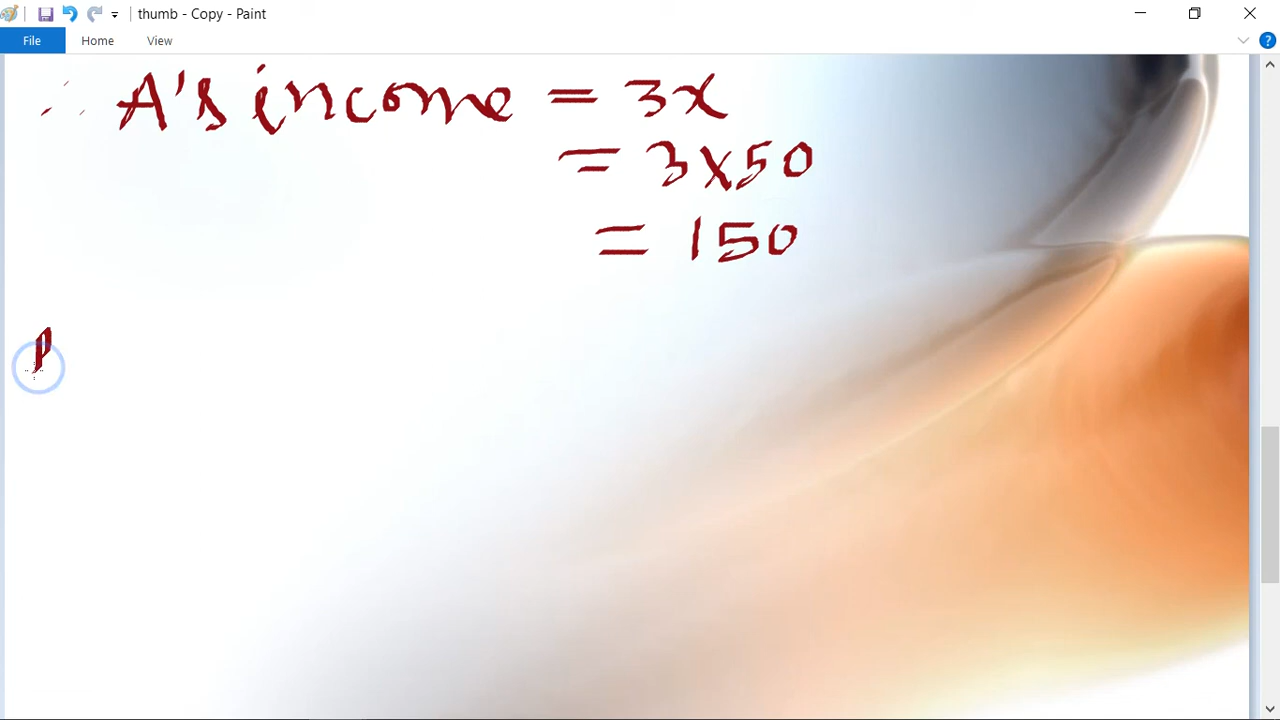 thumb - Copy - Paint
File Home View
∴ A's income = 3x
= 3x50
= 150